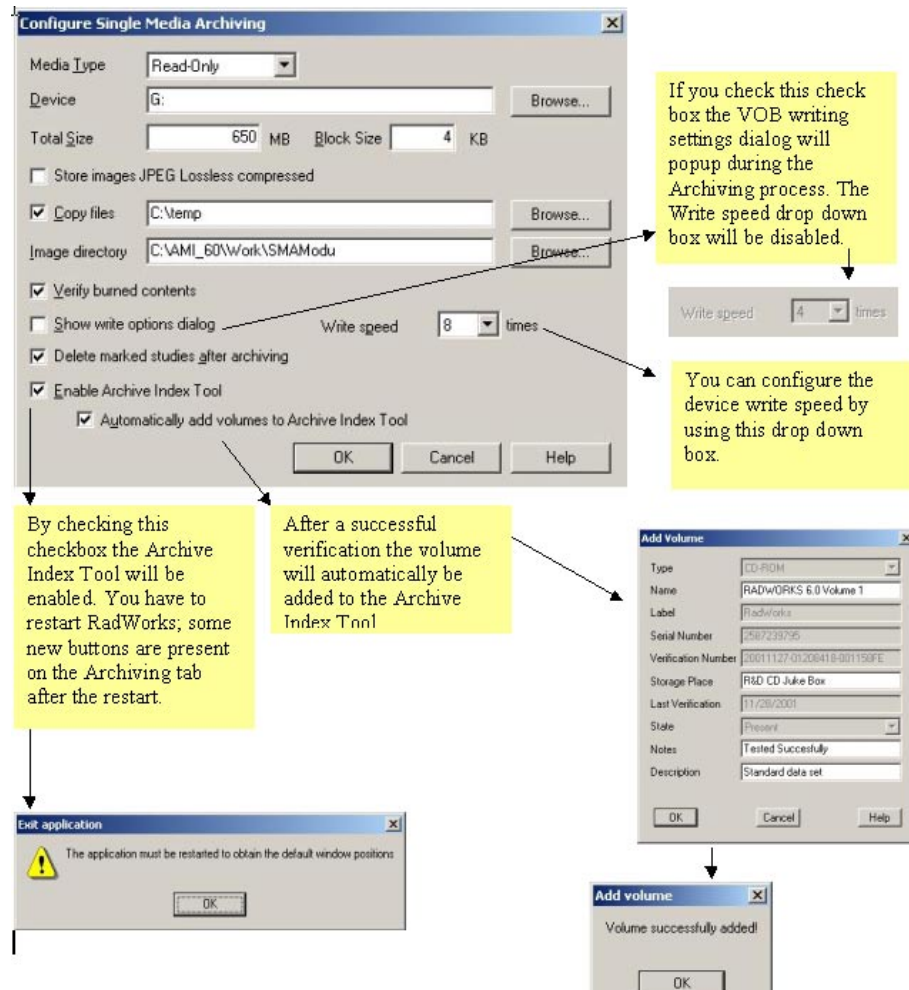 Configure Single Media Archiving
Media Type Read-Only
Device G: Browse...
Total Size 650 MB Block Size 4 KB
Store images JPEG Lossless compressed
Copy files C:\temp Browse...
Image directory C:\AMI_60\Work\SMAModu Browse...
Verify burned contents
Show write options dialog Write speed 8 times
Delete marked studies after archiving
Enable Archive Index Tool
Automatically add volumes to Archive Index Tool
OK Cancel Help
If you check this check
box the VOB writing
settings dialog will
popup during the
Archiving process. The
Write speed drop down
box will be disabled.
Write speed 4 times
You can configure the
device write speed by
using this drop down
box.
By checking this
checkbox the Archive
Index Tool will be
enabled. You have to
restart RadWorks; some
new buttons are present
on the Archiving tab
after the restart.
After a successful
verification the volume
will automatically be
added to the Archive
Index Tool
Add Volume
Type CD-ROM
Name RADWORKS 6.0 Volume 1
Label RadWorks
Serial Number 2587239795
Verification Number 20011127-01208418-001158FE
Storage Place R&D CD Juke Box
Last Verification 11/28/2001
State Present
Notes Tested Succesfully
Description Standard data set
OK Cancel Help
Exit application
The application must be restarted to obtain the default window positions
OK
Add volume
Volume successfully added!
OK